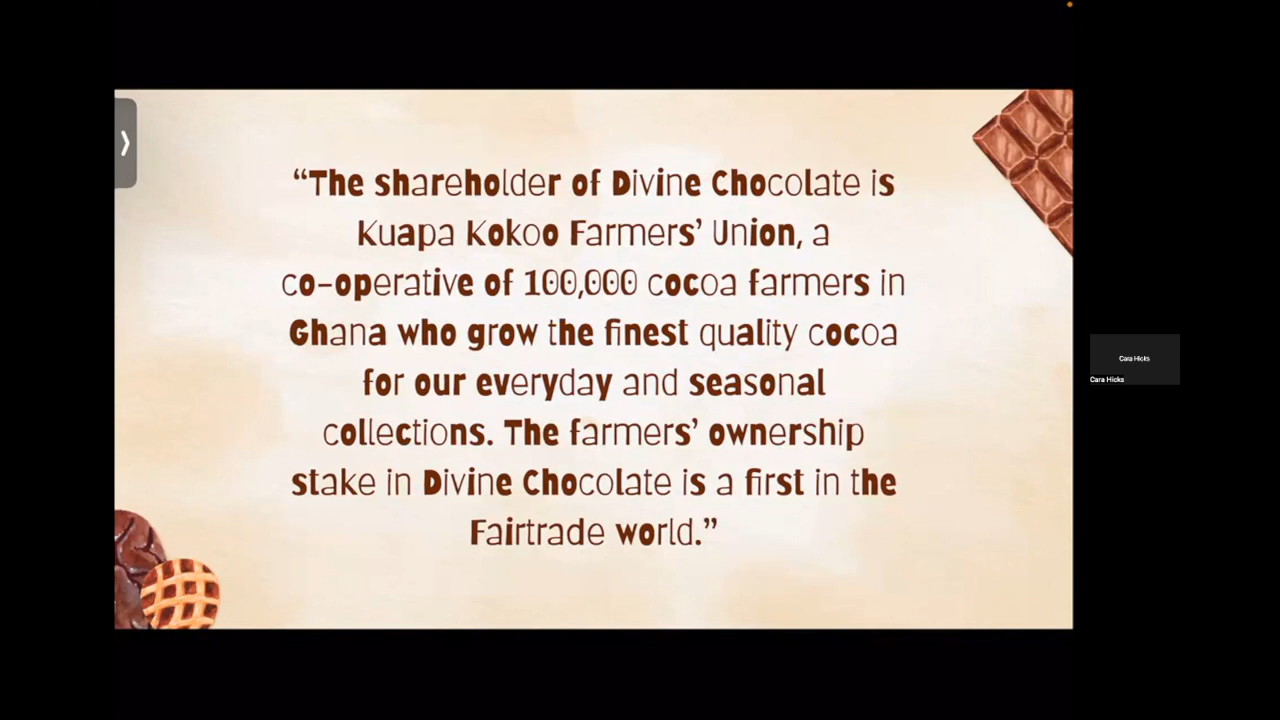 “The shareholder of Divine Chocolate is
Kuapa Kokoo Farmers’ Union, a
co-operative of 100,000 cocoa farmers in
Ghana who grow the finest quality cocoa
for our everyday and seasonal
collections. The farmers’ ownership
stake in Divine Chocolate is a first in the
Fairtrade world.”
Cara Hicks
Cara Hicks